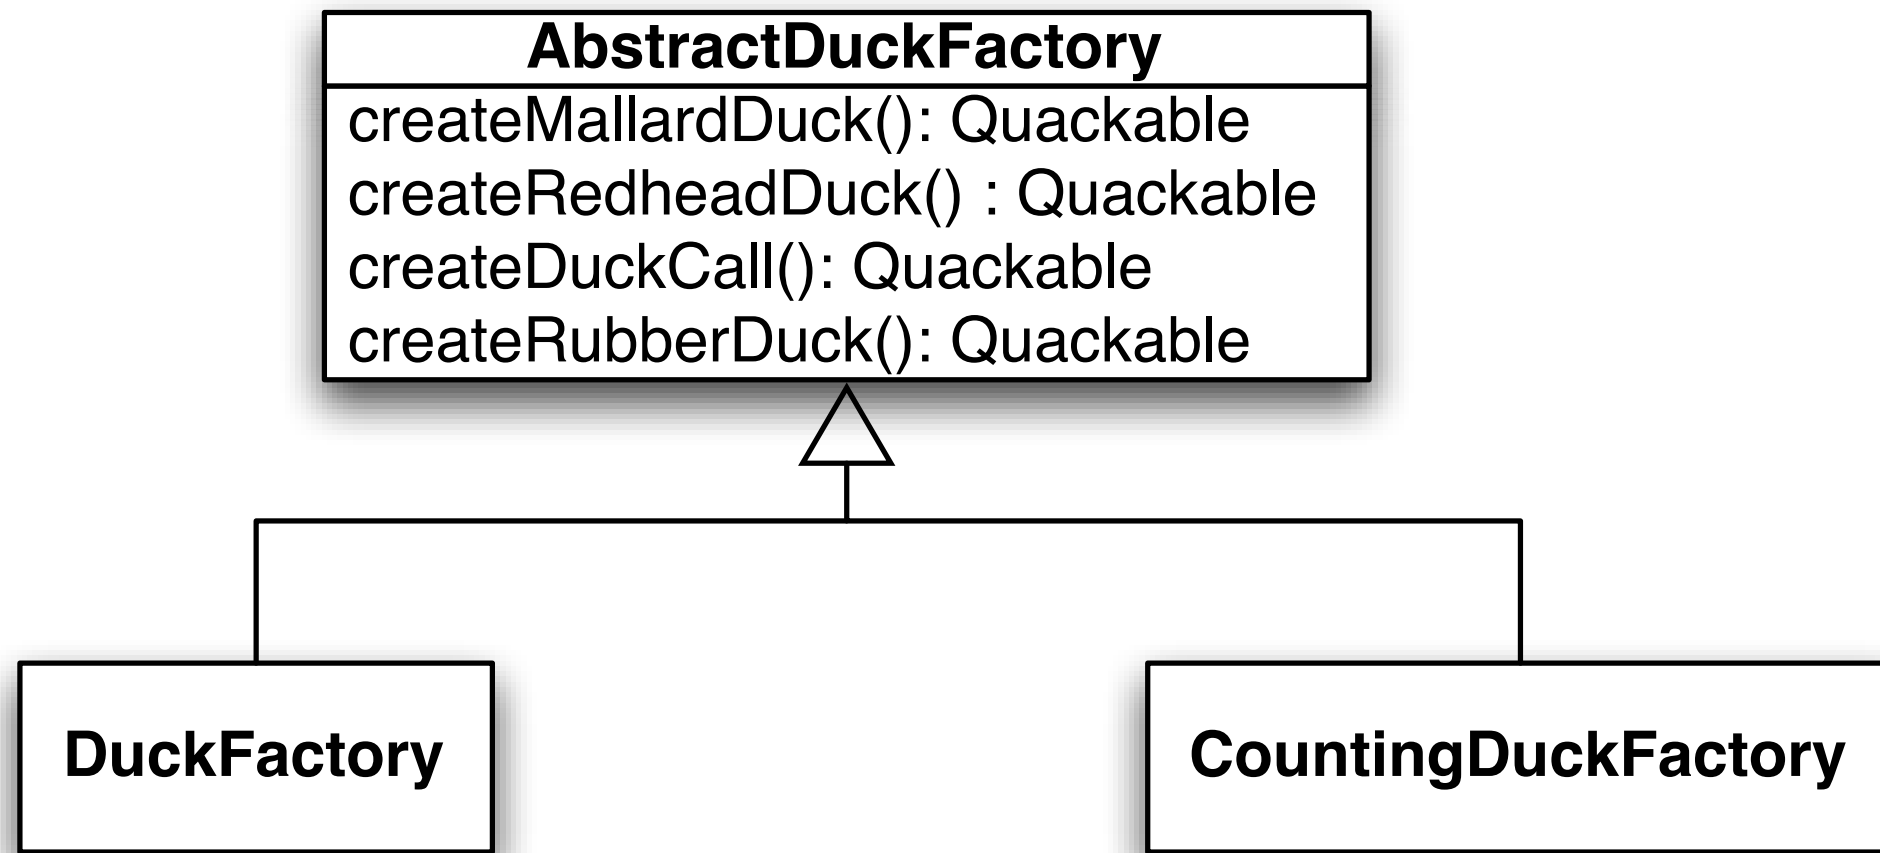 AbstractDuckFactory
createMallardDuck(): Quackable
createRedheadDuck() : Quackable
createDuckCall(): Quackable
createRubberDuck(): Quackable
DuckFactory
CountingDuckFactory